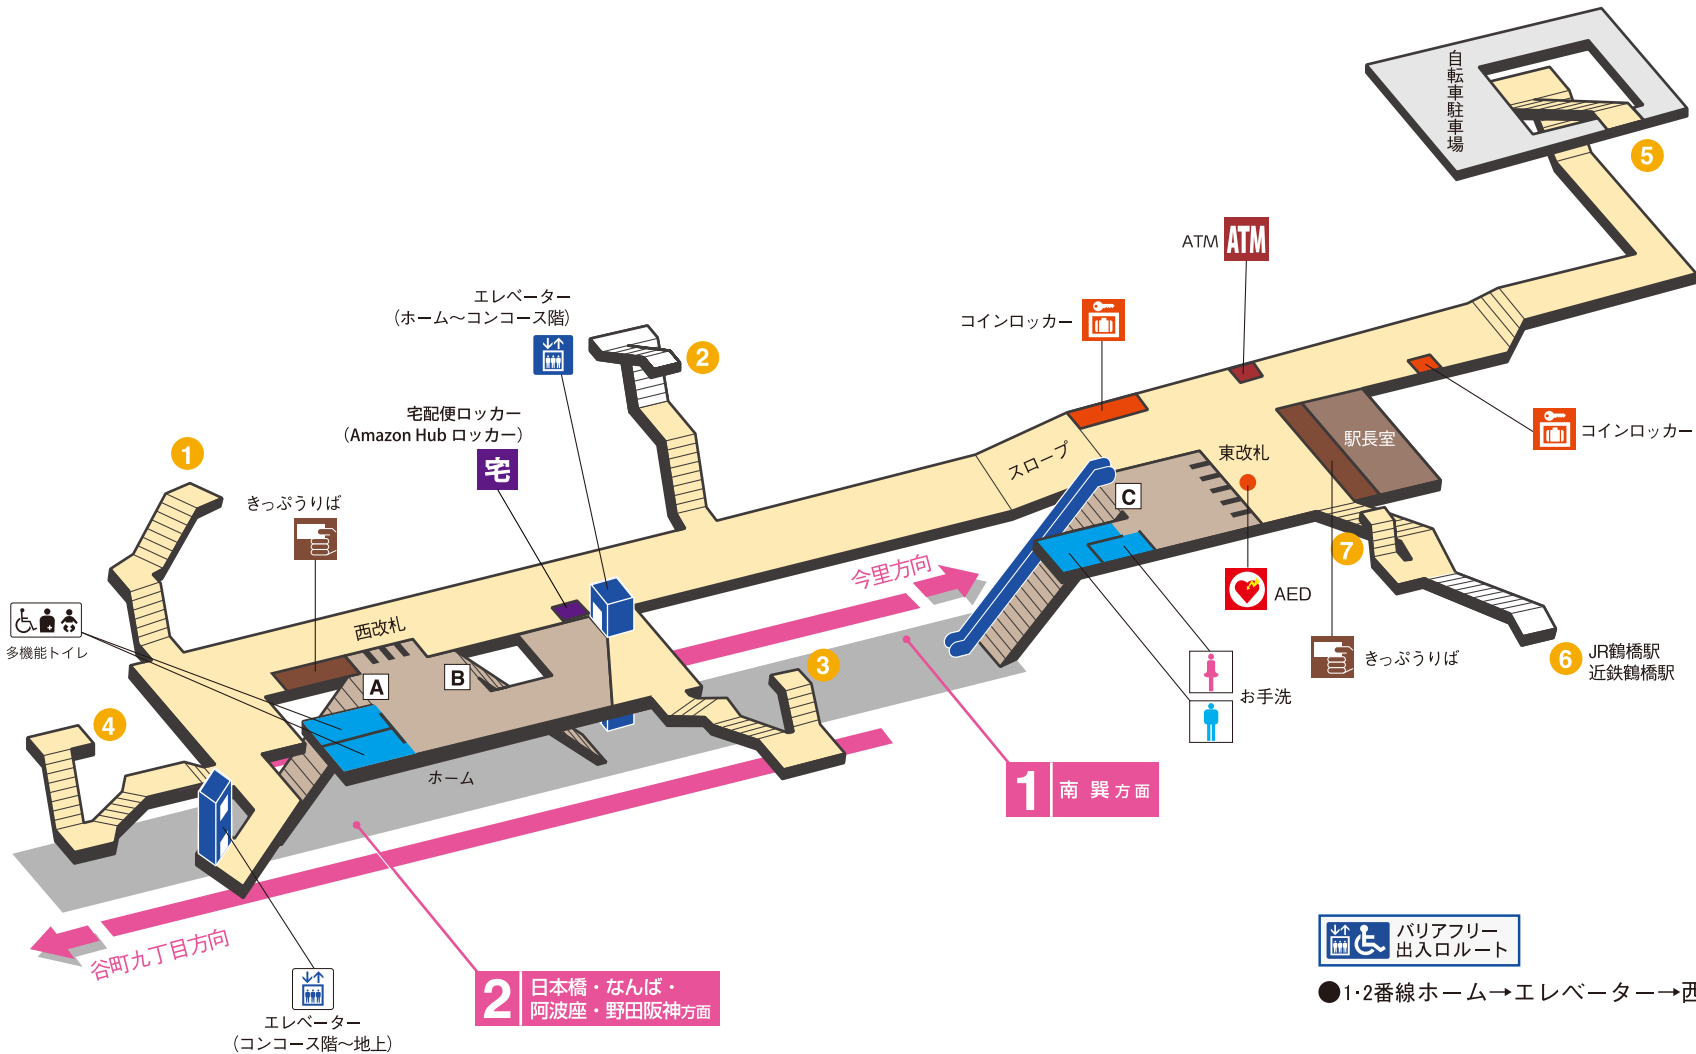 自転車駐車場
5
ATM
ATM
エレベーター
(ホーム～コンコース階)
コインロッカー
2
宅配便ロッカー
(Amazon Hub ロッカー)
宅
コインロッカー
駅長室
東改札
スロープ
1
きっぷうりば
C
7
今里方向
AED
西改札
多機能トイレ
A
B
3
きっぷうりば
6
JR鶴橋駅
近鉄鶴橋駅
お手洗
4
ホーム
1 南 巽 方面
谷町九丁目方向
2 日本橋・なんば・
阿波座・野田阪神方面
バリアフリー
出入口ルート
●1･2番線ホーム→エレベーター→西
エレベーター
(コンコース階～地上)